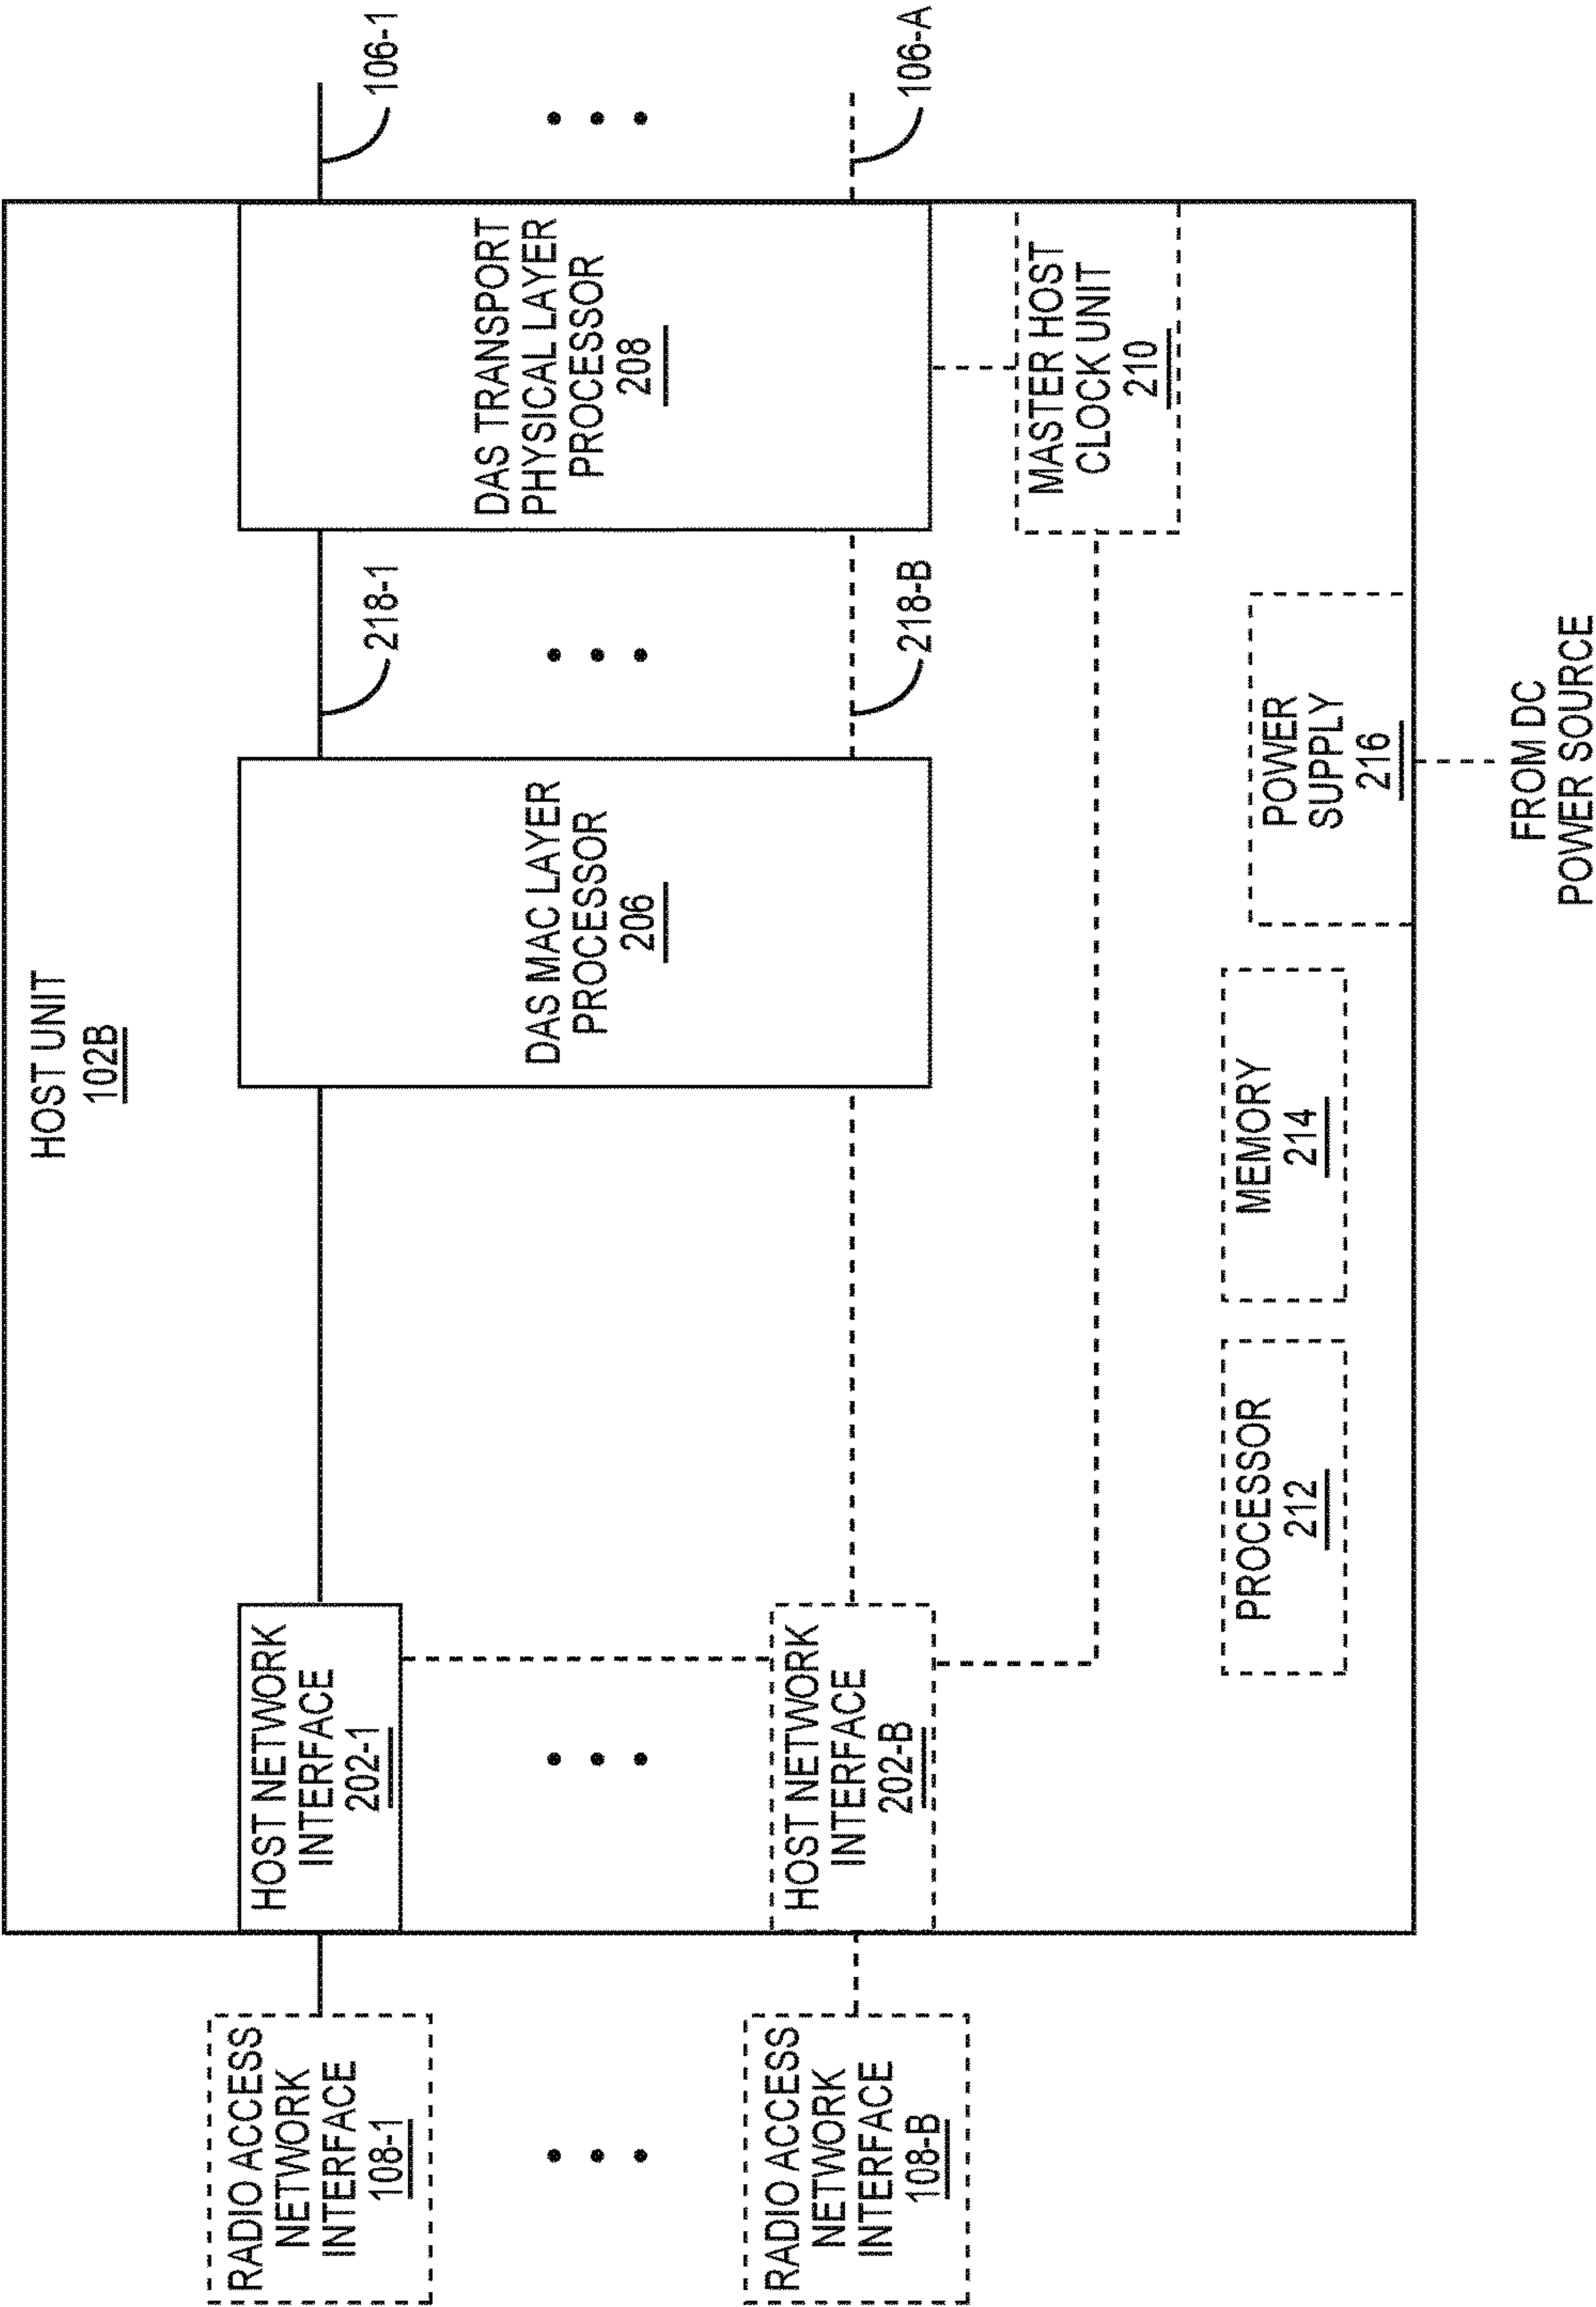 HOST UNIT
102B
RADIO ACCESS
NETWORK
INTERFACE
108-1
HOST NETWORK
INTERFACE
202-1
DAS MAC LAYER
PROCESSOR
206
218-1
DAS TRANSPORT
PHYSICAL LAYER
PROCESSOR
208
106-1
RADIO ACCESS
NETWORK
INTERFACE
108-B
HOST NETWORK
INTERFACE
202-B
218-B
106-A
MASTER HOST
CLOCK UNIT
210
PROCESSOR
212
MEMORY
214
POWER
SUPPLY
216
FROM DC
POWER SOURCE